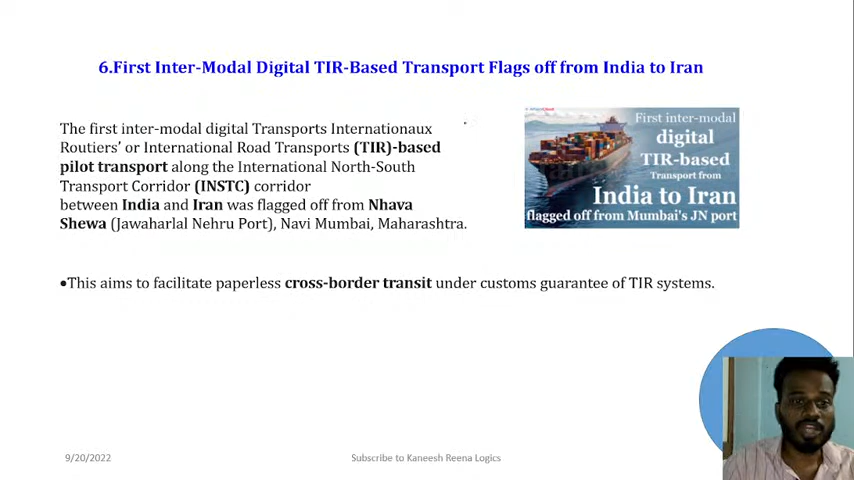 6.First Inter-Modal Digital TIR-Based Transport Flags off from India to Iran
The first inter-modal digital Transports Internationaux
Routiers’ or International Road Transports (TIR)-based
pilot transport along the International North-South
Transport Corridor (INSTC) corridor
between India and Iran was flagged off from Nhava
Shewa (Jawaharlal Nehru Port), Navi Mumbai, Maharashtra.
First inter-modal
digital
TIR-based
Transport from
India to Iran
flagged off from Mumbai's JN port
•This aims to facilitate paperless cross-border transit under customs guarantee of TIR systems.
9/20/2022
Subscribe to Kaneesh Reena Logics